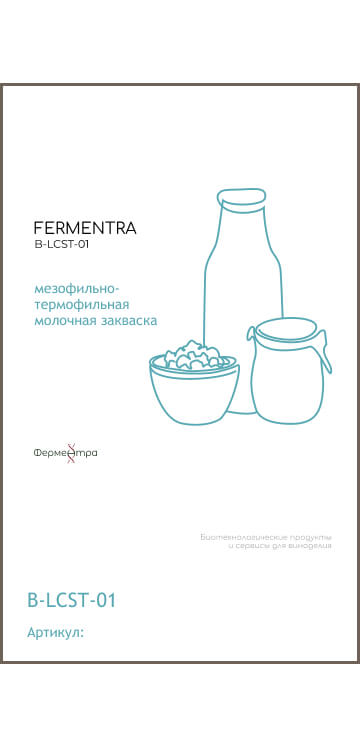 FERMENTRA
B-LCST-01
мезофильно-
термофильная
молочная закваска
Ферментра
Биотехнологические продукты
и сервисы для виноделия
B-LCST-01
Артикул: